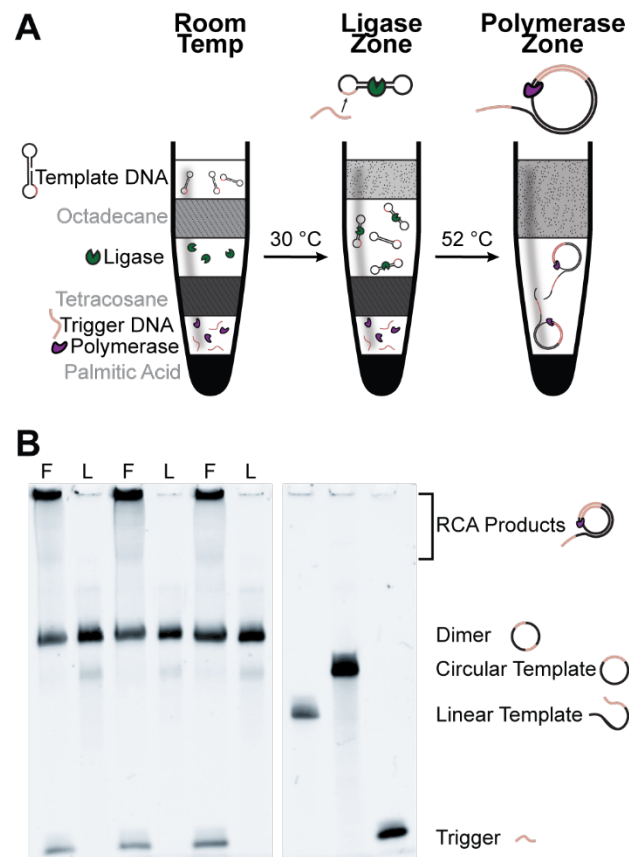 A
Room
Temp
Ligase
Zone
Polymerase
Zone
Template DNA
Octadecane
Ligase
Tetracosane
Trigger DNA
Polymerase
Palmitic Acid
30 °C
52 °C
B
F L F L F L
RCA Products
Dimer
Circular Template
Linear Template
Trigger